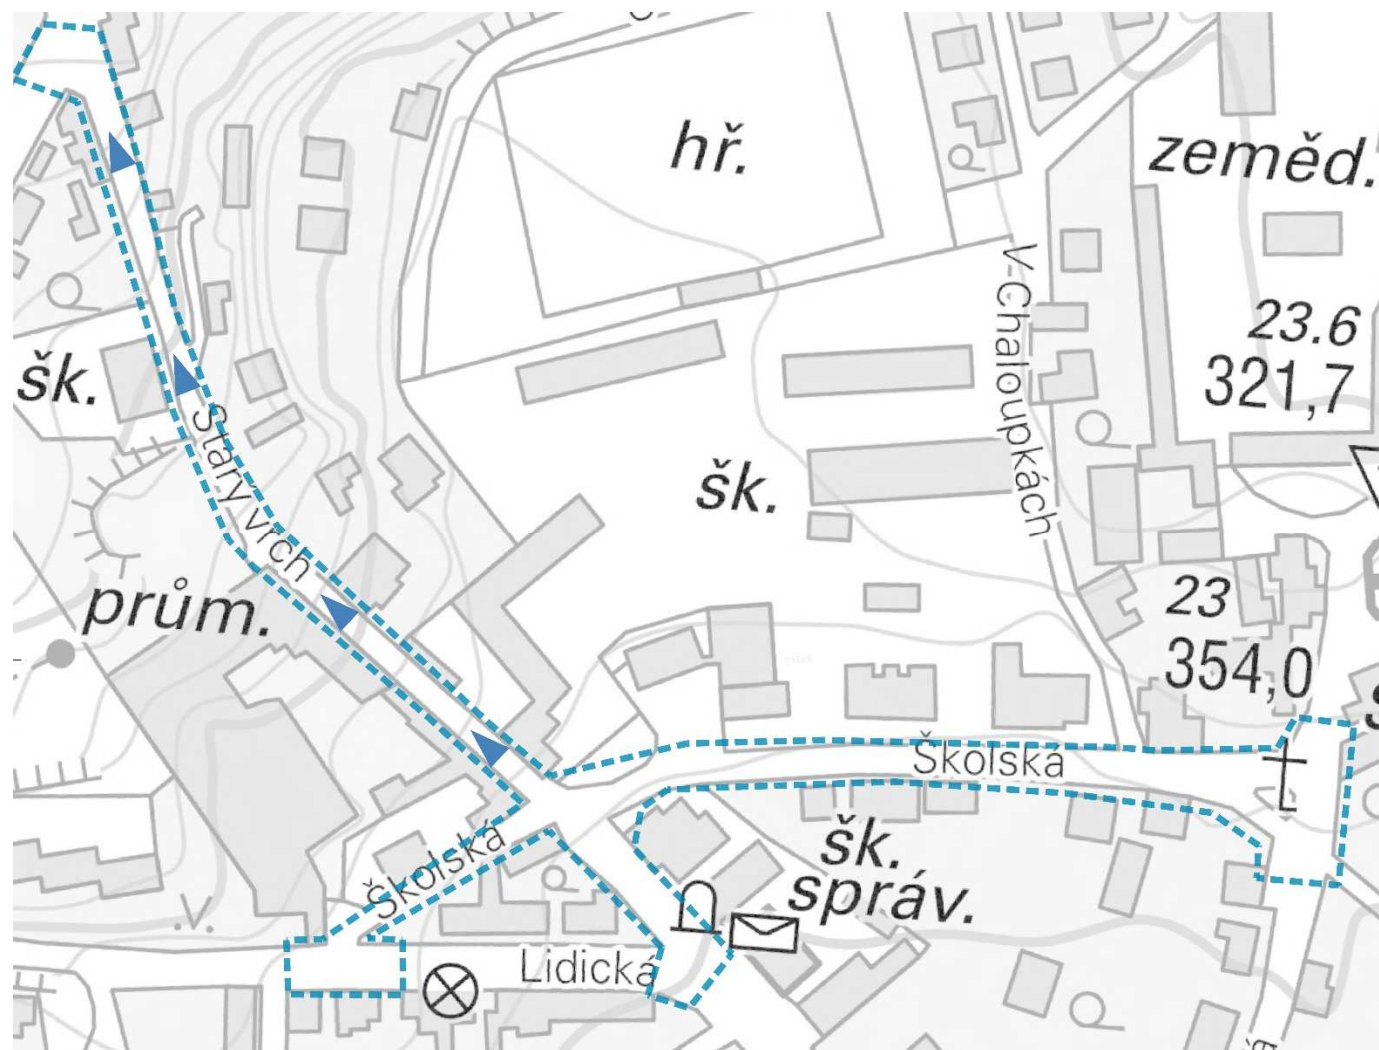 hř.
zeměd.
V-Chaloupkách
23.6
321,7
šk.
Starý vrch
šk.
prům.
23
354,0
Školská
Školská
šk.
správ.
Lidická